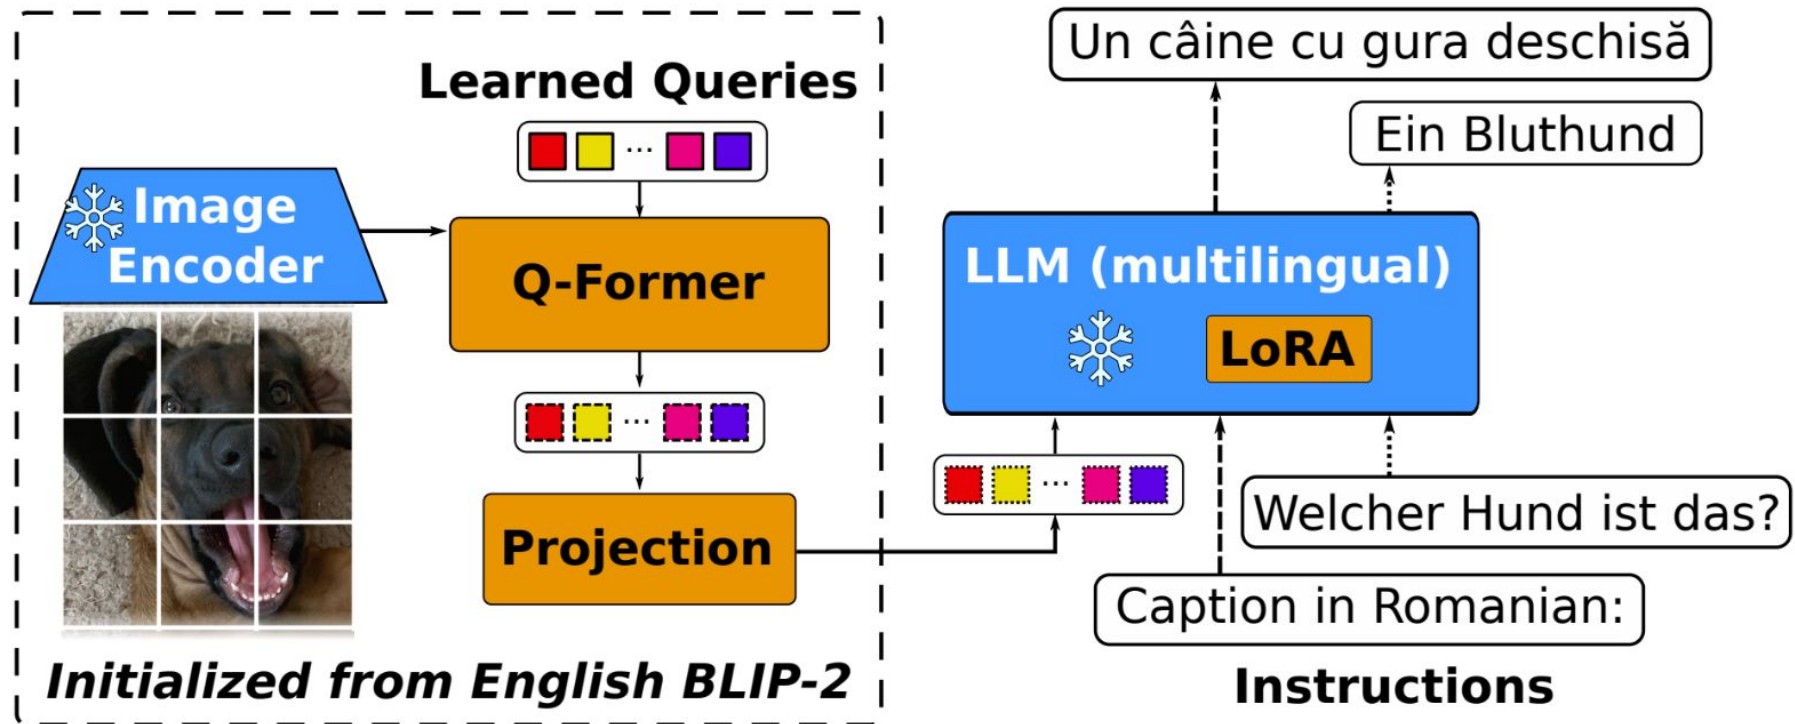 Learned Queries
...
Image
Encoder
Q-Former
...
Projection
Initialized from English BLIP-2
Un câine cu gura deschisă
Ein Bluthund
LLM (multilingual)
LoRA
...
Welcher Hund ist das?
Caption in Romanian:
Instructions